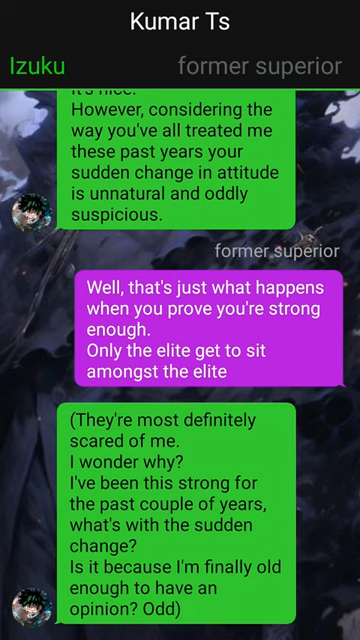 Kumar Ts
Izuku former superior
it's nice.
However, considering the
way you've all treated me
these past years your
sudden change in attitude
is unnatural and oddly
suspicious.
former superior
Well, that's just what happens
when you prove you're strong
enough.
Only the elite get to sit
amongst the elite
(They're most definitely
scared of me.
I wonder why?
I've been this strong for
the past couple of years,
what's with the sudden
change?
Is it because I'm finally old
enough to have an
opinion? Odd)